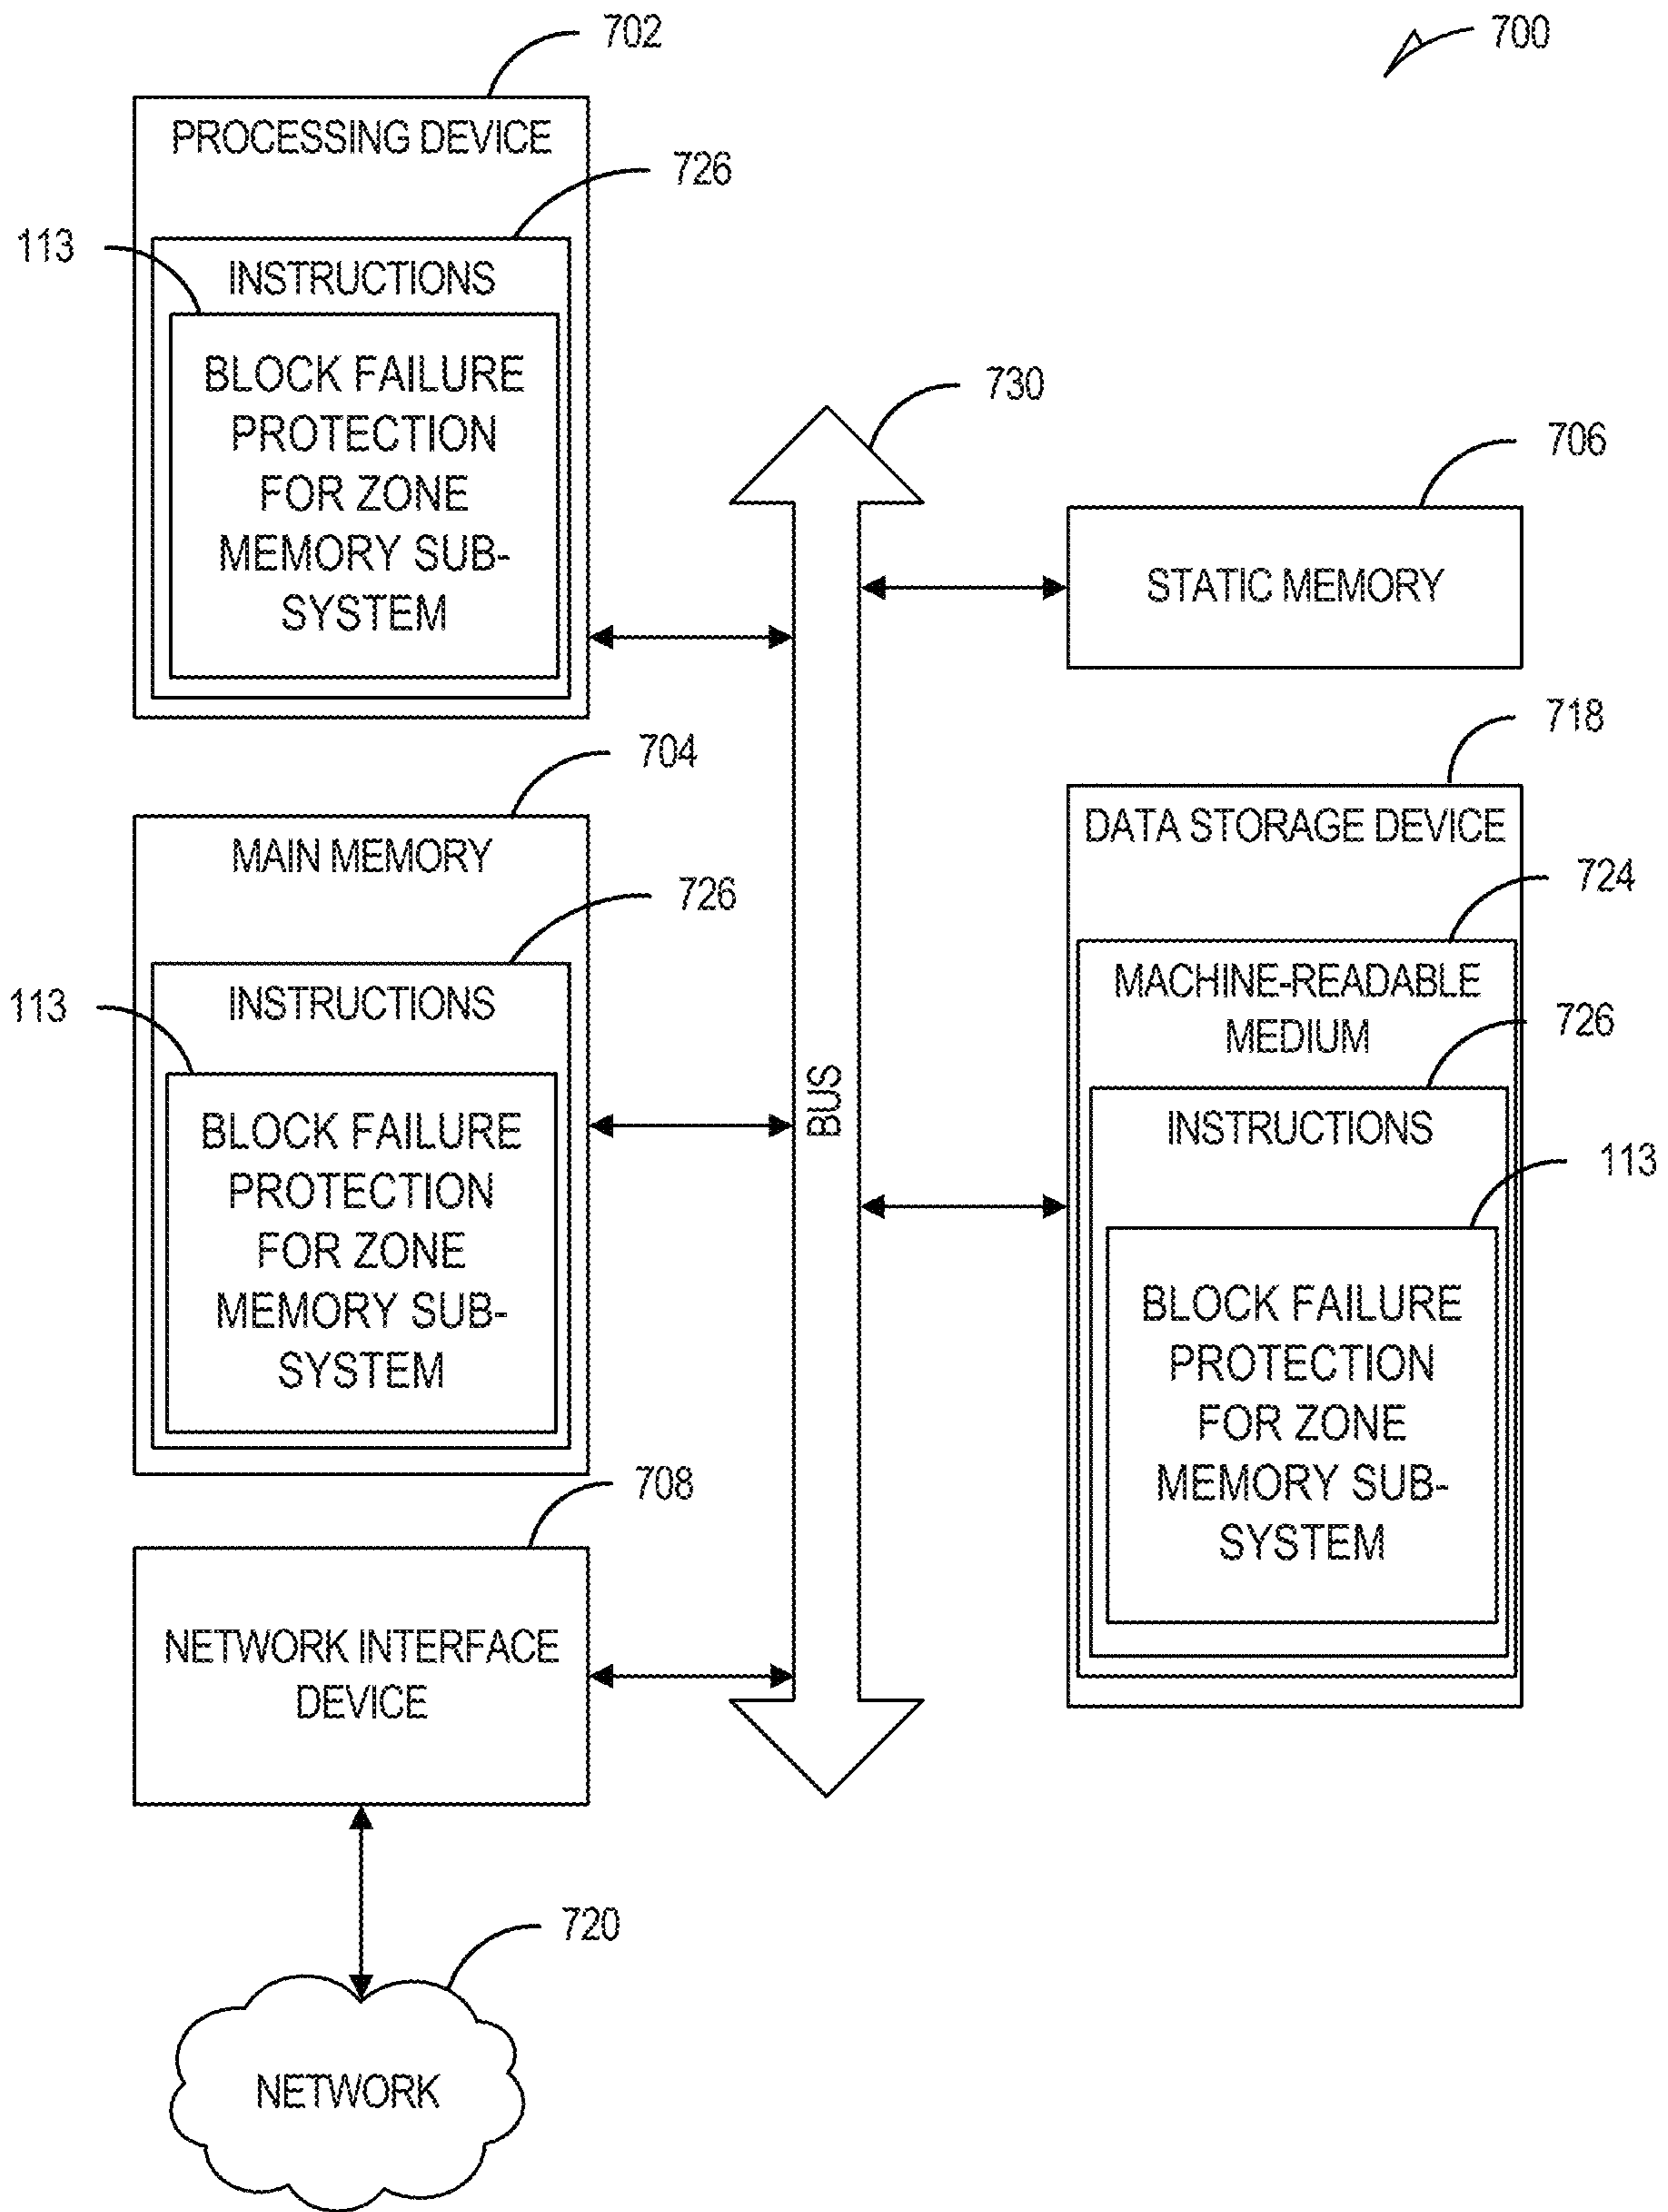 700
702
PROCESSING DEVICE
726
113
INSTRUCTIONS
BLOCK FAILURE
PROTECTION
FOR ZONE
MEMORY SUB-
SYSTEM
704
MAIN MEMORY
726
113
INSTRUCTIONS
BLOCK FAILURE
PROTECTION
FOR ZONE
MEMORY SUB-
SYSTEM
708
NETWORK INTERFACE
DEVICE
720
NETWORK
730
BUS
706
STATIC MEMORY
718
DATA STORAGE DEVICE
724
MACHINE-READABLE
MEDIUM
726
INSTRUCTIONS
113
BLOCK FAILURE
PROTECTION
FOR ZONE
MEMORY SUB-
SYSTEM